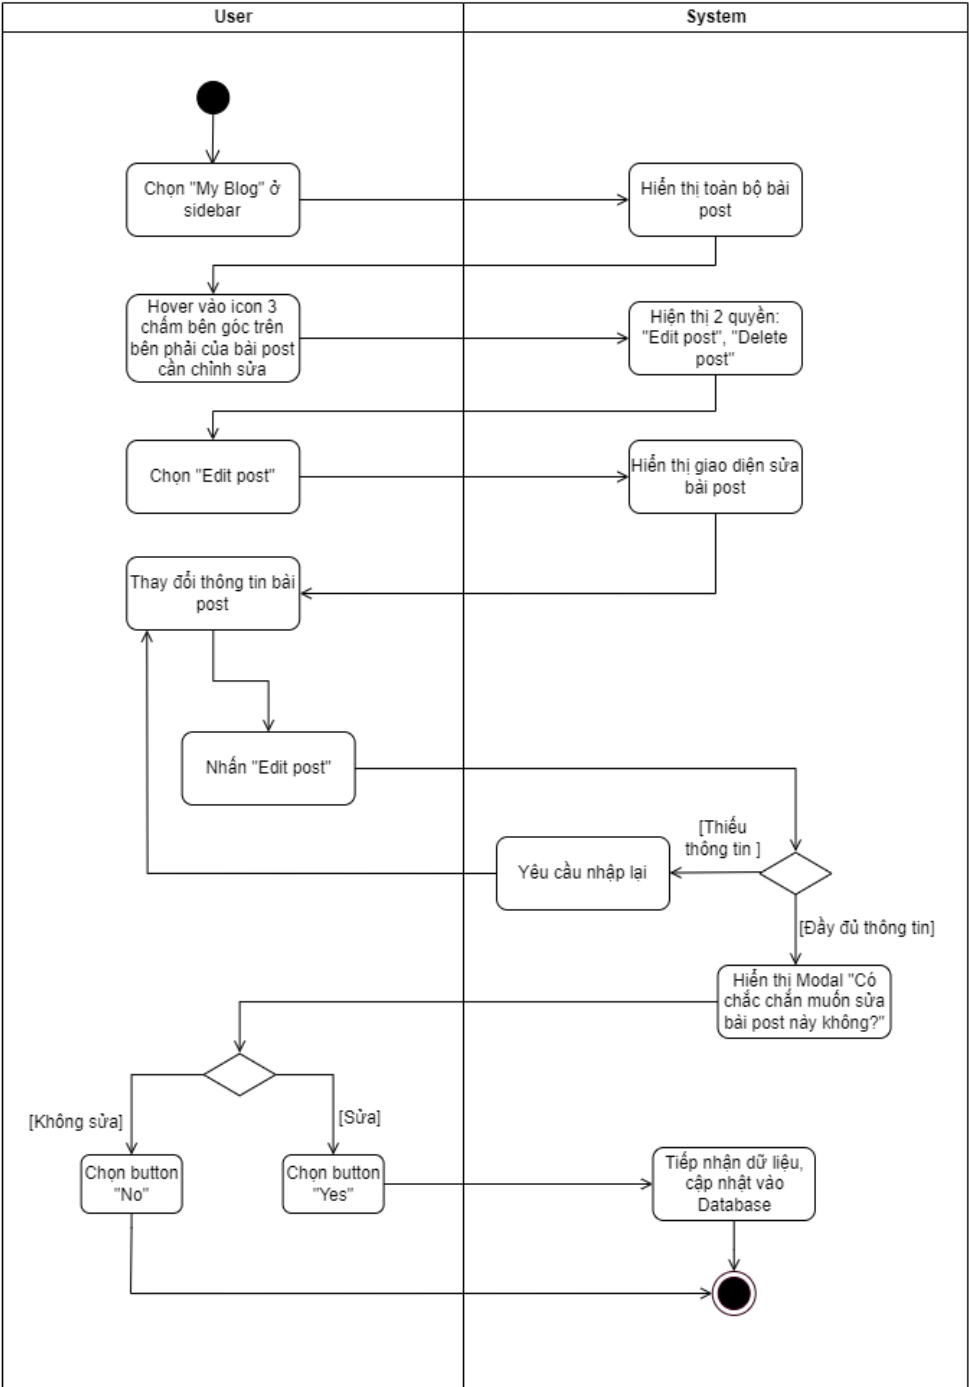 User
System
Chọn "My Blog" ở
sidebar
Hiển thị toàn bộ bài
post
Hover vào icon 3
chấm bên góc trên
bên phải của bài post
cần chỉnh sửa
Hiện thị 2 quyền:
"Edit post", "Delete
post"
Chọn "Edit post"
Hiển thị giao diện sửa
bài post
Thay đổi thông tin bài
post
Nhấn "Edit post"
[Thiếu
thông tin ]
Yêu cầu nhập lại
[Đầy đủ thông tin]
Hiển thị Modal "Có
chắc chắn muốn sửa
bài post này không?"
[Không sửa]
[Sửa]
Chọn button
"No"
Chọn button
"Yes"
Tiếp nhận dữ liệu,
cập nhật vào
Database